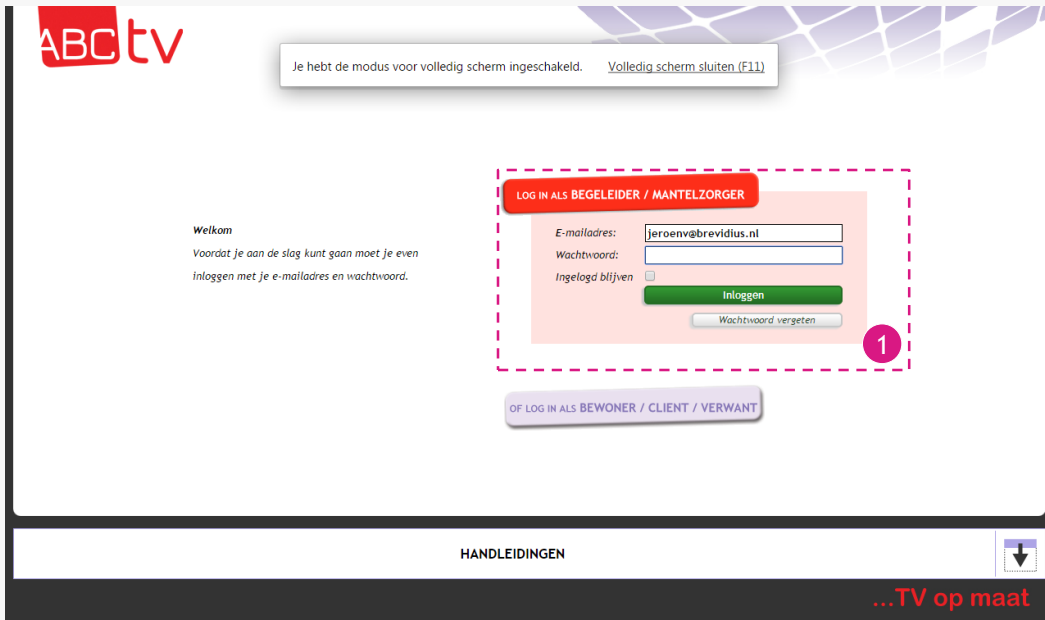 ABC tv
Je hebt de modus voor volledig scherm ingeschakeld. Volledig scherm sluiten (F11)
LOG IN ALS BEGELEIDER / MANTELZORGER
Welkom
Voordat je aan de slag kunt gaan moet je even
inloggen met je e-mailadres en wachtwoord.
E-mailadres: jeroenv@brevidius.nl
Wachtwoord:
Ingelogd blijven
Inloggen
Wachtwoord vergeten
1
OF LOG IN ALS BEWONER / CLIENT / VERWANT
HANDLEIDINGEN
...TV op maat